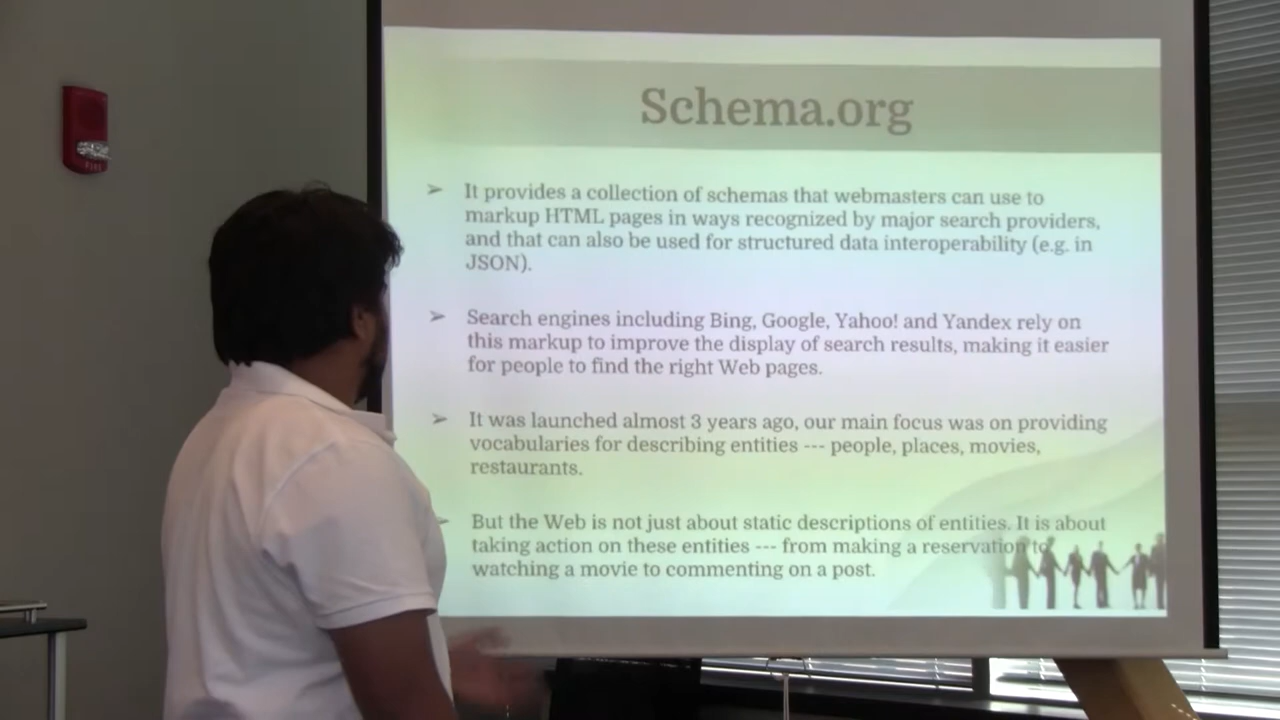 Schema.org
➢ It provides a collection of schemas that webmasters can use to
markup HTML pages in ways recognized by major search providers,
and that can also be used for structured data interoperability (e.g. in
JSON).
➢ Search engines including Bing, Google, Yahoo! and Yandex rely on
this markup to improve the display of search results, making it easier
for people to find the right Web pages.
➢ It was launched almost 3 years ago, our main focus was on providing
vocabularies for describing entities --- people, places, movies,
restaurants.
➢ But the Web is not just about static descriptions of entities. It is about
taking action on these entities --- from making a reservation to
watching a movie to commenting on a post.
FIRE